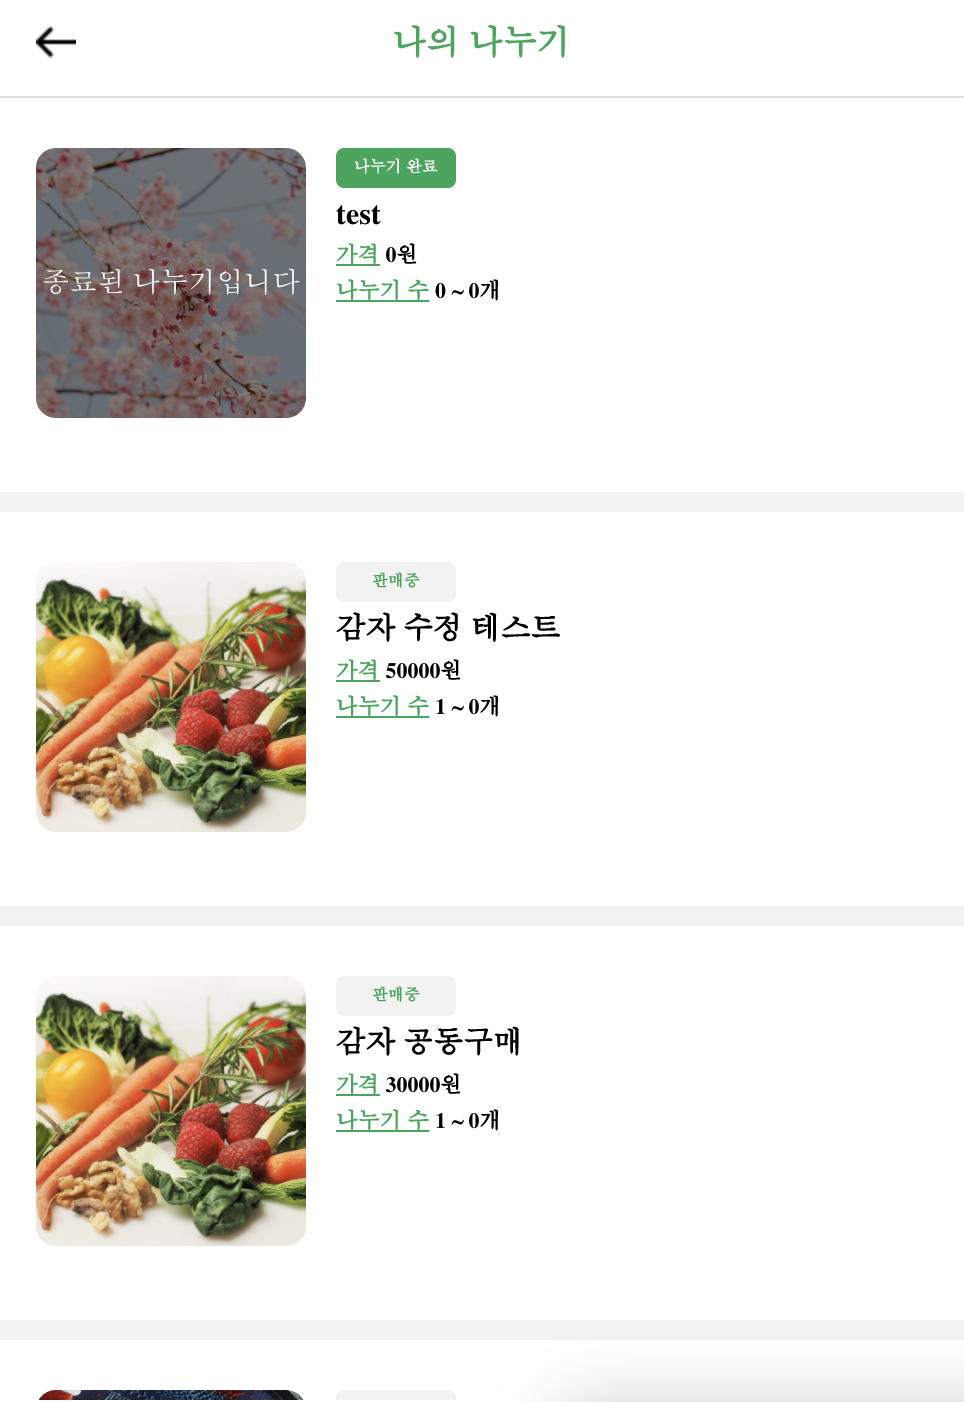 나의 나누기
나누기 완료
종료된 나누기입니다
test
가격 0원
나누기 수 0 ~ 0개
판매중
감자 수정 테스트
가격 50000원
나누기 수 1 ~ 0개
판매중
감자 공동구매
가격 30000원
나누기 수 1 ~ 0개